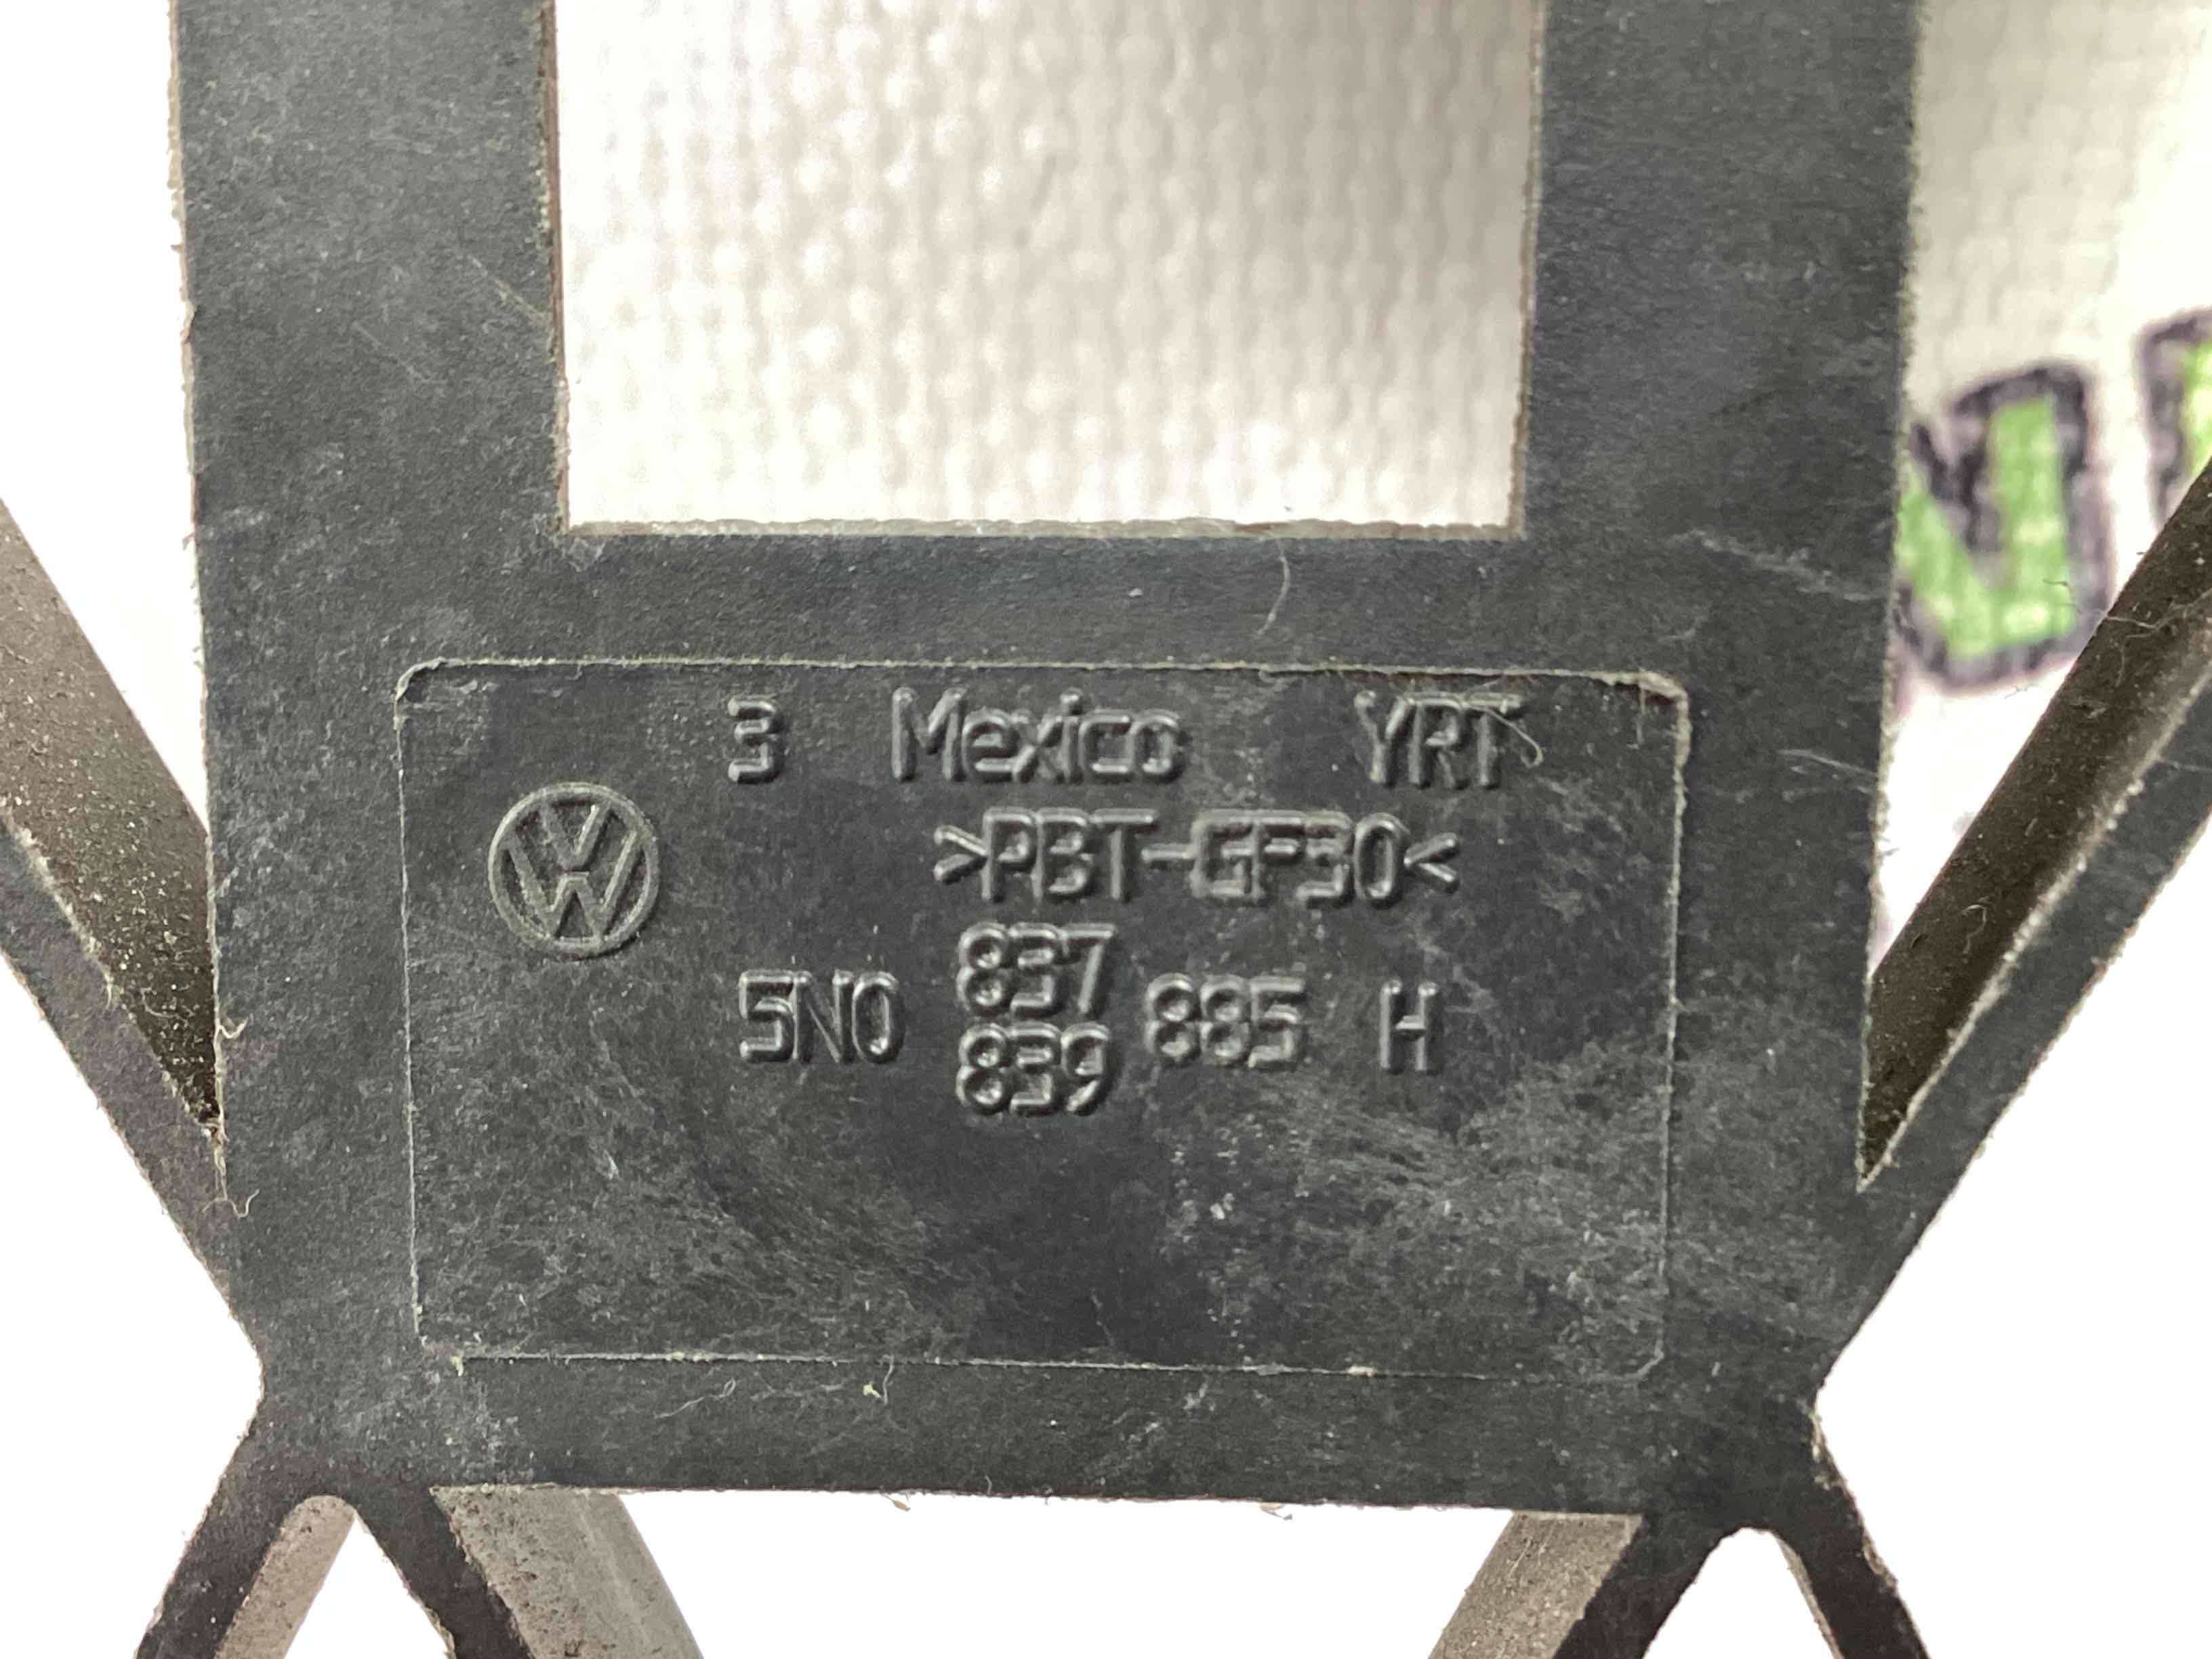 3 Mexico YRT
>PBT-GF30<
837
5N0 885 H
839